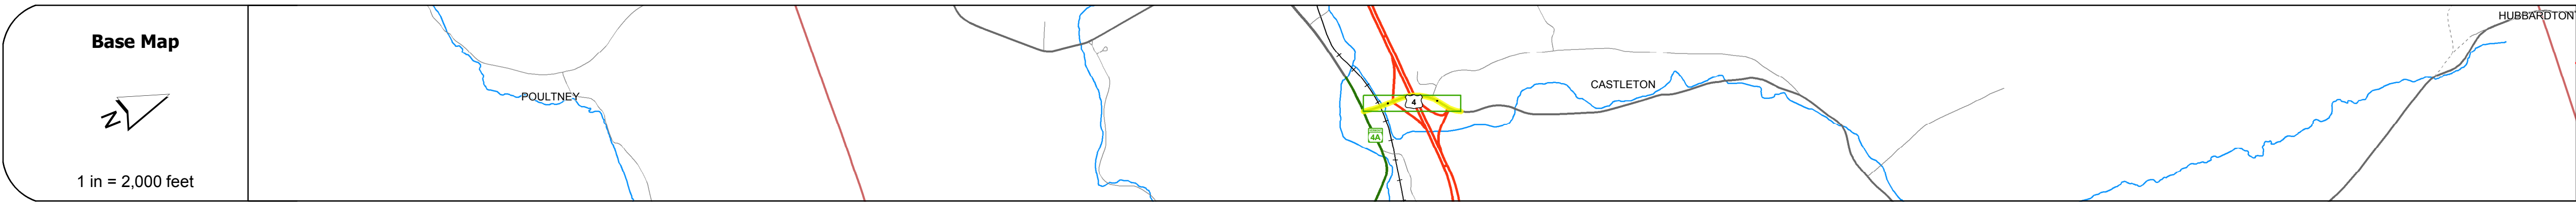 Base Map
N
1 in = 2,000 feet
POULTNEY
4
4A
CASTLETON
HUBBARDTON